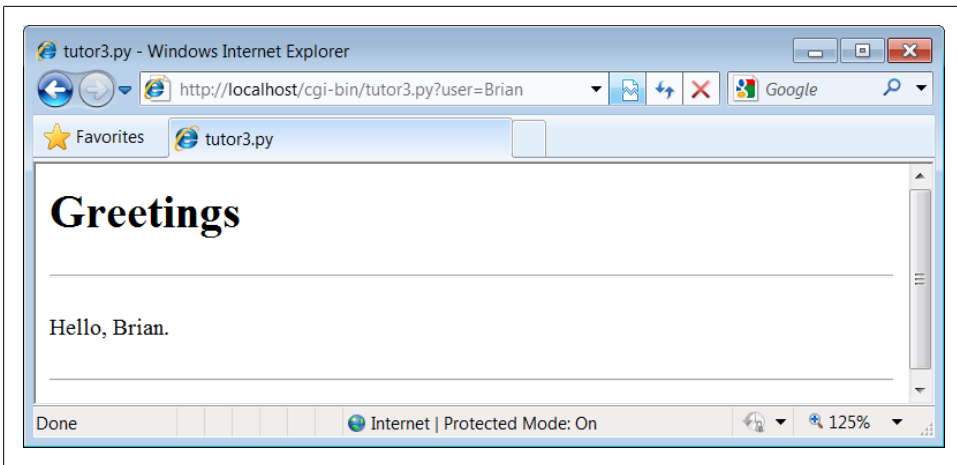 tutor3.py - Windows Internet Explorer
http://localhost/cgi-bin/tutor3.py?user=Brian
Google
Favorites
tutor3.py
Greetings
Hello, Brian.
Done
Internet | Protected Mode: On
125%